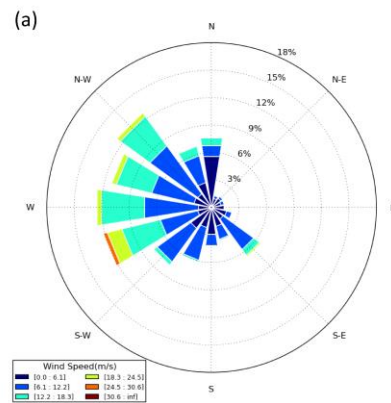 (a)
N
18%
N-W
N-E
15%
12%
9%
6%
3%
W
S-W
S-E
S
Wind Speed(m/s)
[0.0 : 6.1)
[18.3 : 24.5)
[6.1 : 12.2)
[24.5 : 30.6)
[12.2 : 18.3)
[30.6 : inf)